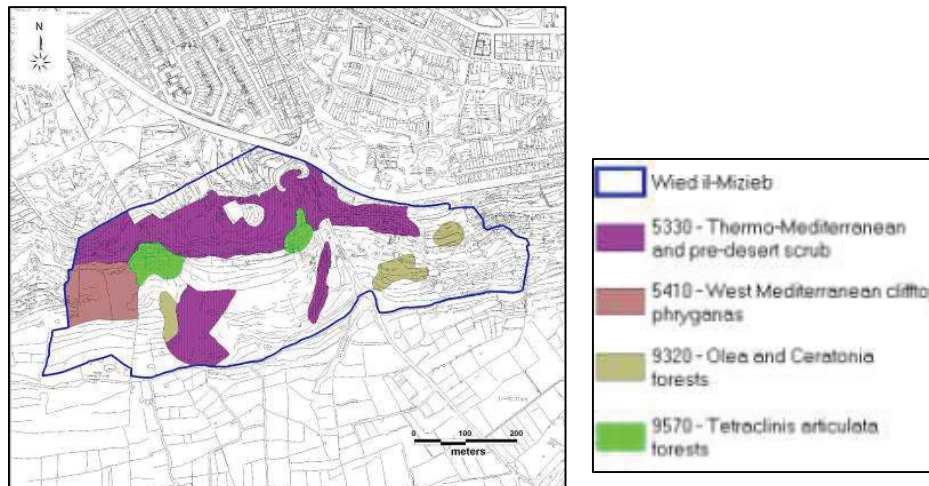 N
0 100 200
meters
Wied il-Mizieb
5330 - Thermo-Mediterranean
and pre-desert scrub
5410 - West Mediterranean clifftop
phryganas
9320 - Olea and Ceratonia
forests
9570 - Tetraclinis articulata
forests